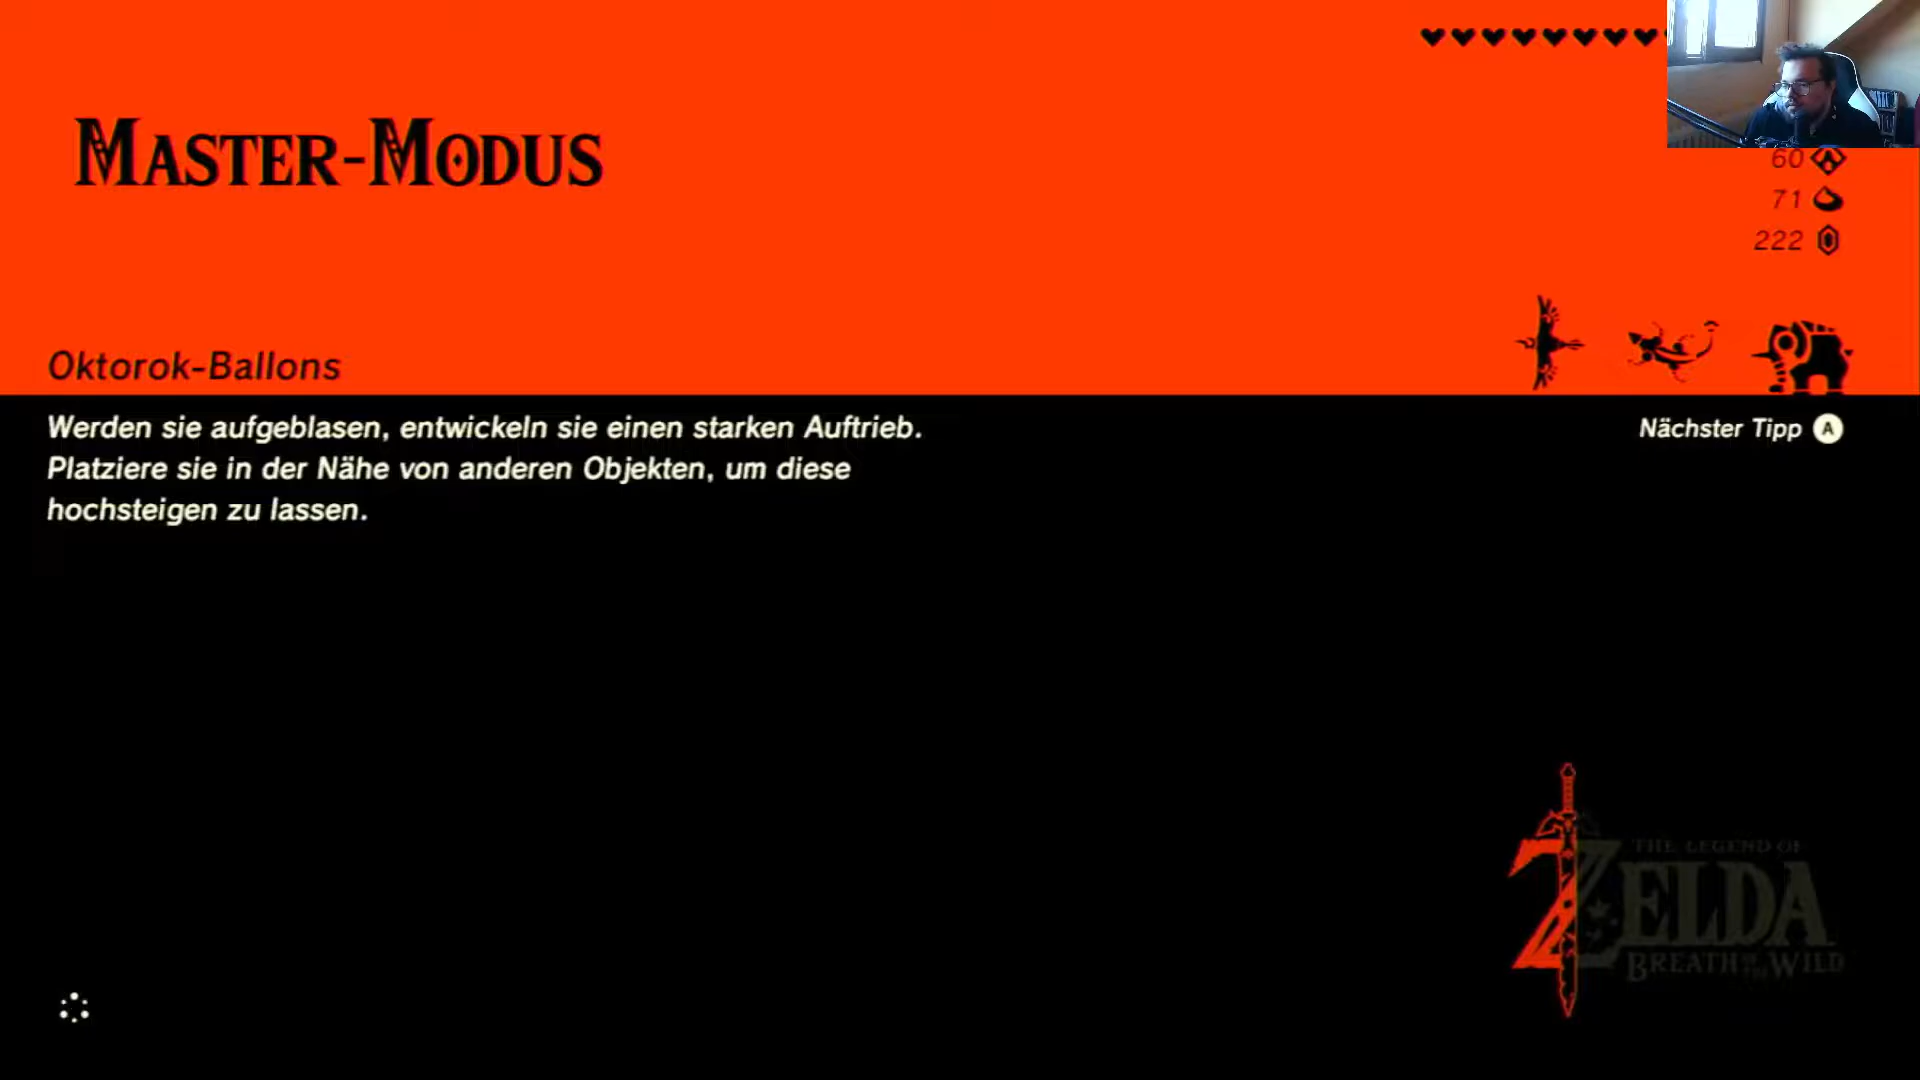 MASTER-MODUS
60
71
222
Oktorok-Ballons
Werden sie aufgeblasen, entwickeln sie einen starken Auftrieb.
Platziere sie in der Nähe von anderen Objekten, um diese
hochsteigen zu lassen.
Nächster Tipp A
THE LEGEND OF
ZELDA
BREATH OF THE WILD